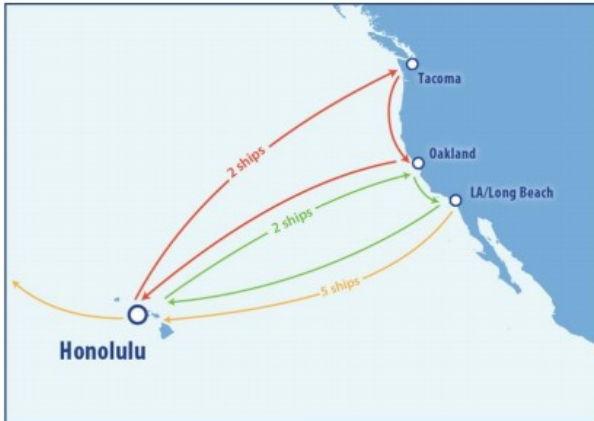 Tacoma
2 ships
Oakland
LA/Long Beach
2 ships
5 ships
Honolulu